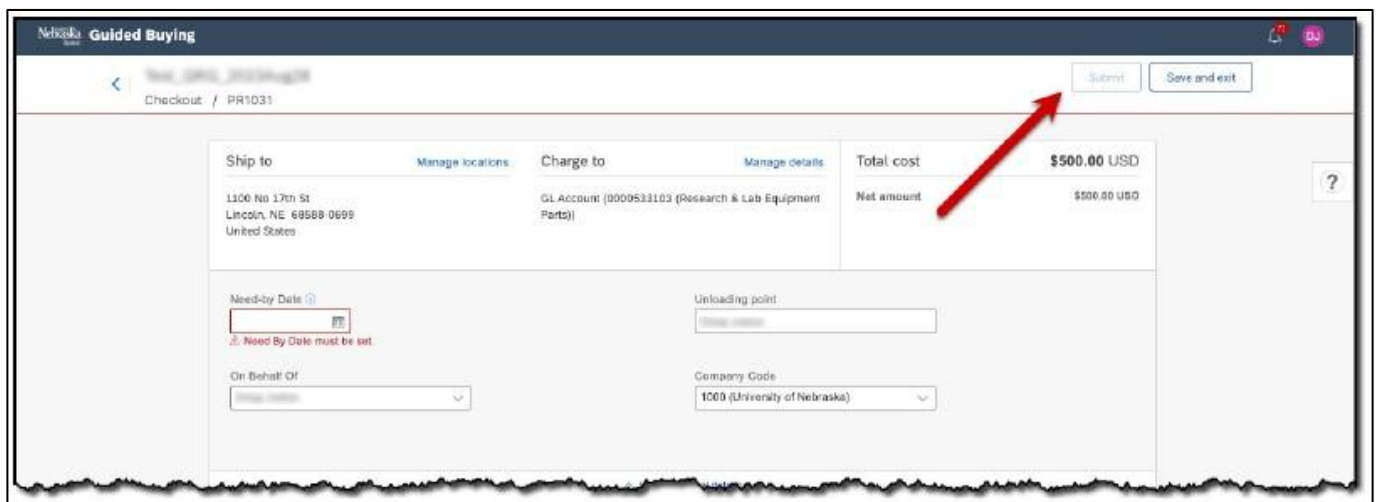 Nebraska Guided Buying
DJ
Checkout / PR1031
Submit
Save and exit
Ship to
Manage locations
Charge to
Manage details
Total cost
$500.00 USD
1100 No 17th St
Lincoln, NE 68588-0699
United States
GL Account (0000533103 (Research & Lab Equipment
Parts))
Net amount
$500.00 USD
?
Need-by Date
Unloading point
Need By Date must be set.
On Behalf Of
Company Code
1000 (University of Nebraska)